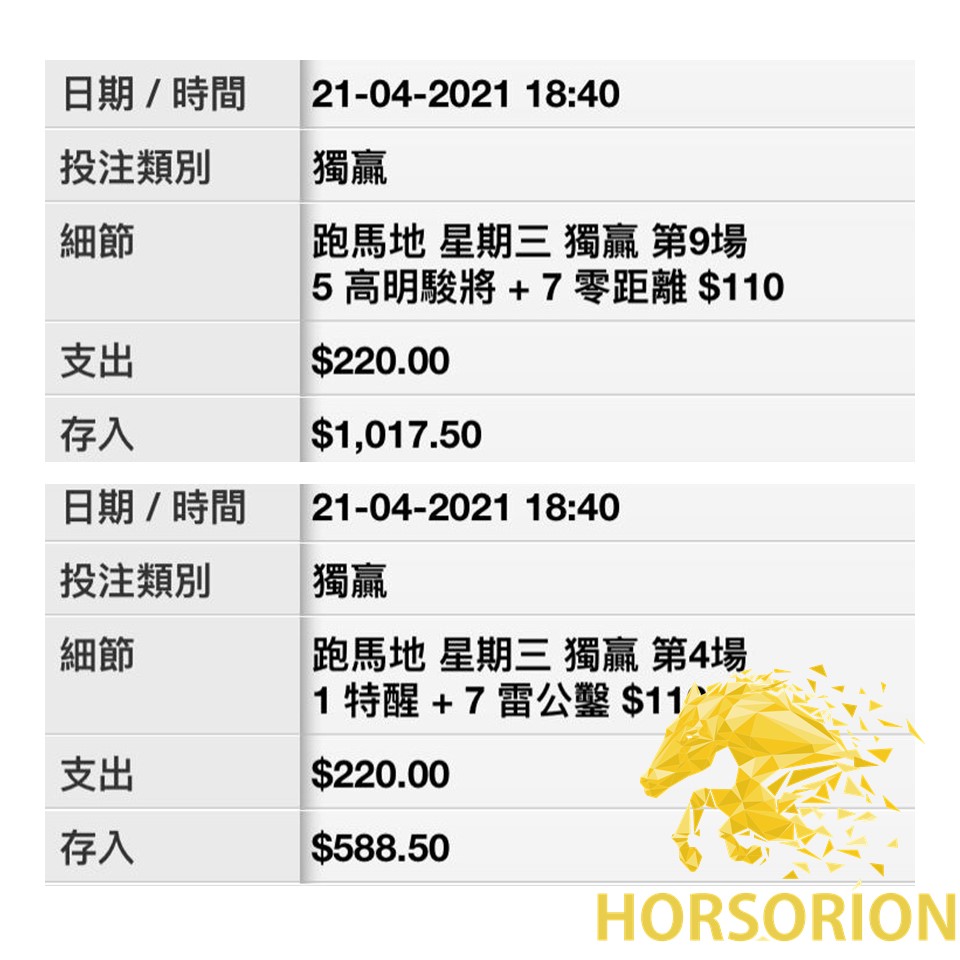 日期 / 時間 21-04-2021 18:40
投注類別 獨贏
細節 跑馬地 星期三 獨贏 第9場
5 高明駿將 + 7 零距離 $110
支出 $220.00
存入 $1,017.50
日期 / 時間 21-04-2021 18:40
投注類別 獨贏
細節 跑馬地 星期三 獨贏 第4場
1 特醒 + 7 雷公鑿 $110
支出 $220.00
存入 $588.50
HORSORION